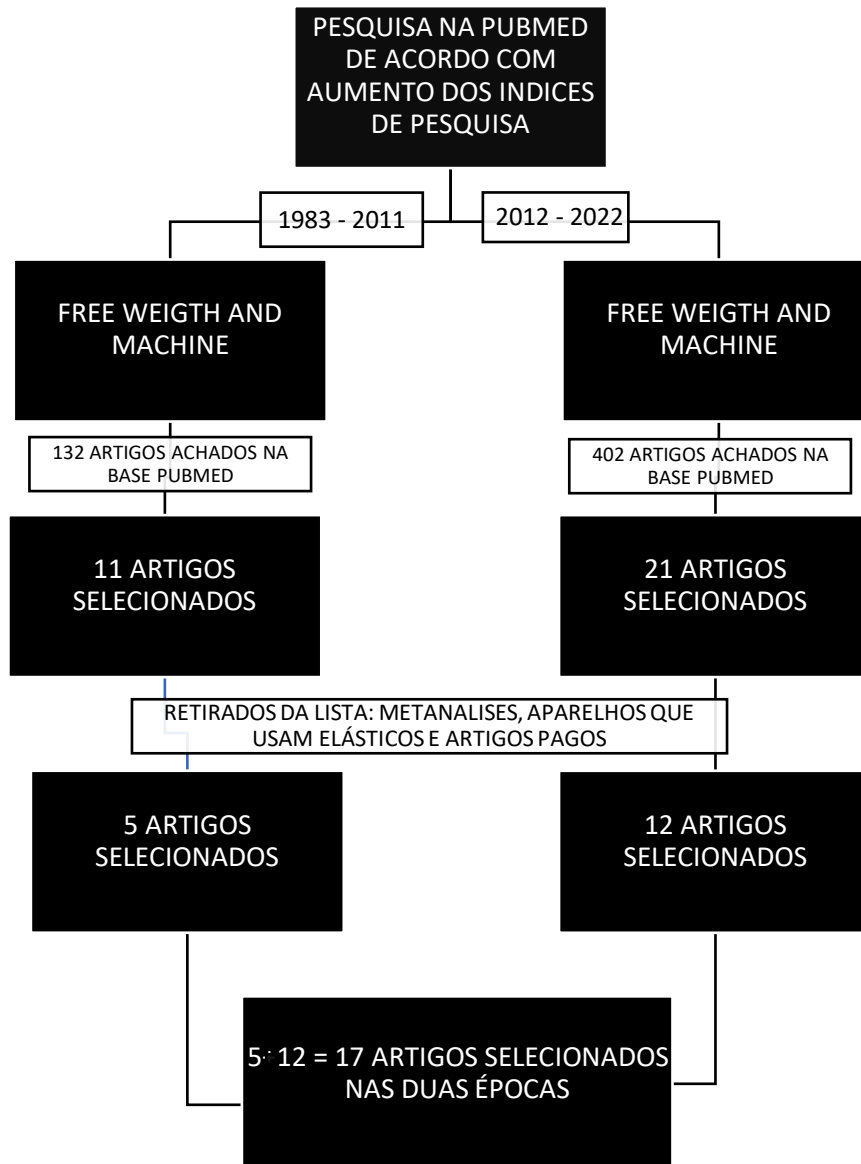 PESQUISA NA PUBMED
DE ACORDO COM
AUMENTO DOS INDICES
DE PESQUISA
1983 - 2011
2012 - 2022
FREE WEIGTH AND
MACHINE
FREE WEIGTH AND
MACHINE
132 ARTIGOS ACHADOS NA
BASE PUBMED
402 ARTIGOS ACHADOS NA
BASE PUBMED
11 ARTIGOS
SELECIONADOS
21 ARTIGOS
SELECIONADOS
RETIRADOS DA LISTA: METANALISES, APARELHOS QUE
USAM ELÁSTICOS E ARTIGOS PAGOS
5 ARTIGOS
SELECIONADOS
12 ARTIGOS
SELECIONADOS
5+ 12 = 17 ARTIGOS SELECIONADOS
NAS DUAS ÉPOCAS